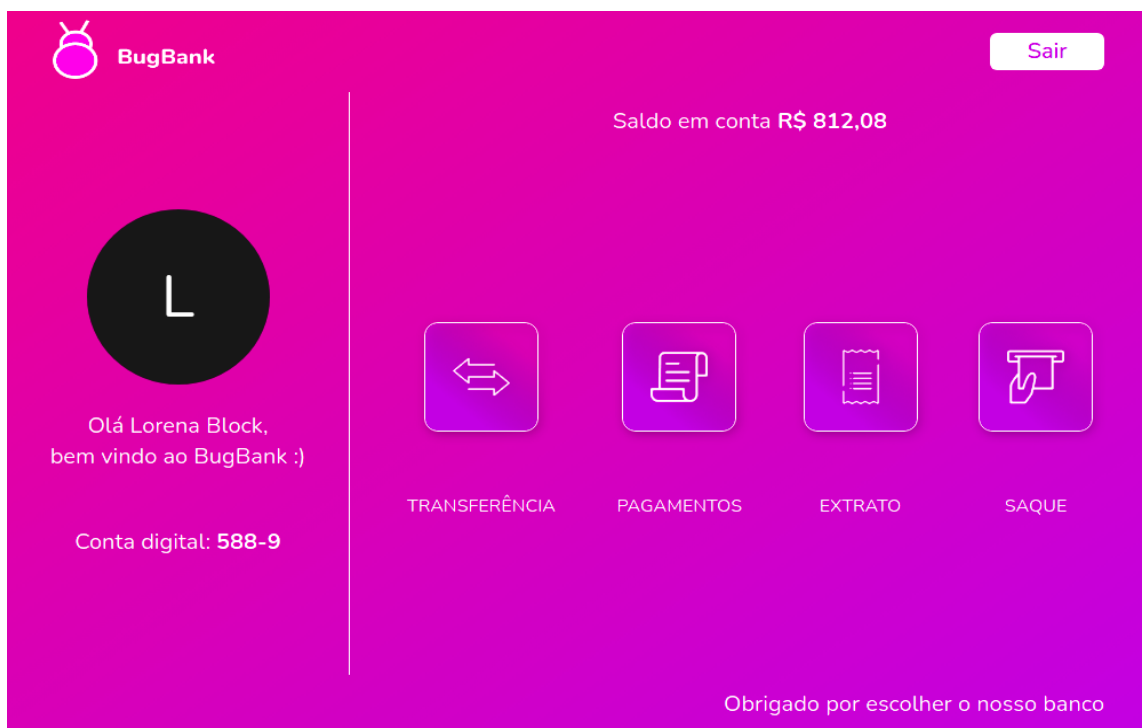 BugBank
Sair
Saldo em conta R$ 812,08
L
Olá Lorena Block,
bem vindo ao BugBank :)
Conta digital: 588-9
TRANSFERÊNCIA
PAGAMENTOS
EXTRATO
SAQUE
Obrigado por escolher o nosso banco